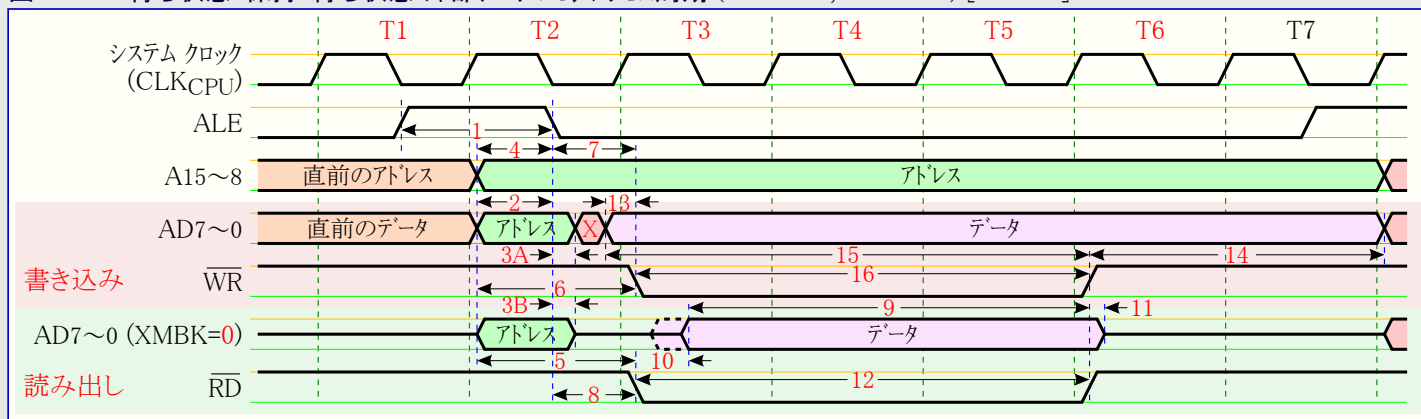 T1 T2 T3 T4 T5 T6 T7
システム クロック
(CLKCPU)
ALE
1
4 7
A15～8 直前のアドレス アドレス
2 13
AD7～0 直前のデータ アドレス X データ
3A 15 14
書き込み WR 16
6
3B 9 11
AD7～0 (XMBK=0) アドレス データ
5 10
読み出し RD 12
8